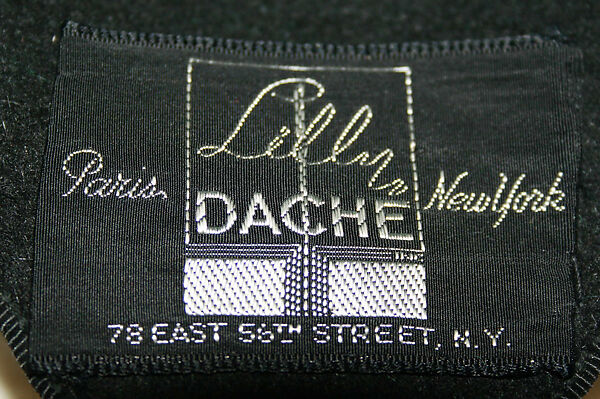 Lilly
Paris. New York
DACHE
78 EAST 56TH STREET, N.Y.